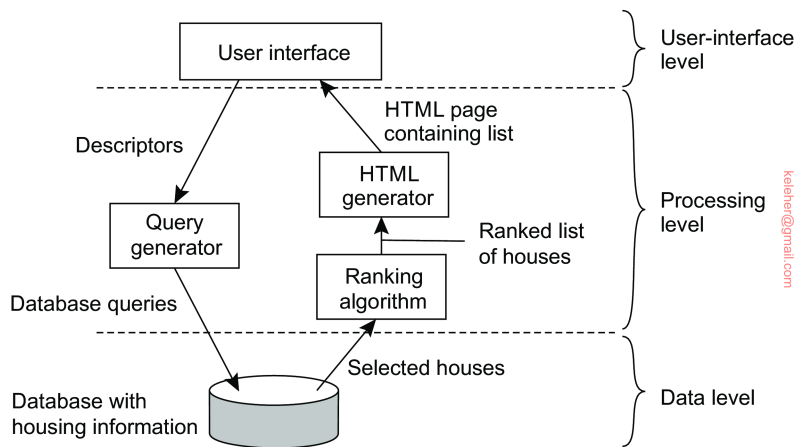 User interface
User-interface
level
Descriptors
HTML page
containing list
HTML
generator
Query
generator
Ranked list
of houses
Processing
level
Ranking
algorithm
Database queries
Selected houses
Database with
housing information
Data level
keleher@gmail.com